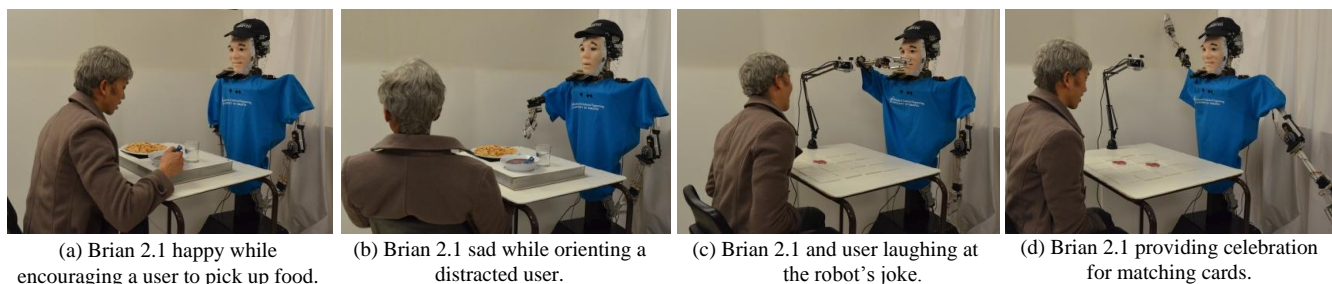 (a) Brian 2.1 happy while
encouraging a user to pick up food.
(b) Brian 2.1 sad while orienting a
distracted user.
(c) Brian 2.1 and user laughing at
the robot's joke.
(d) Brian 2.1 providing celebration
for matching cards.